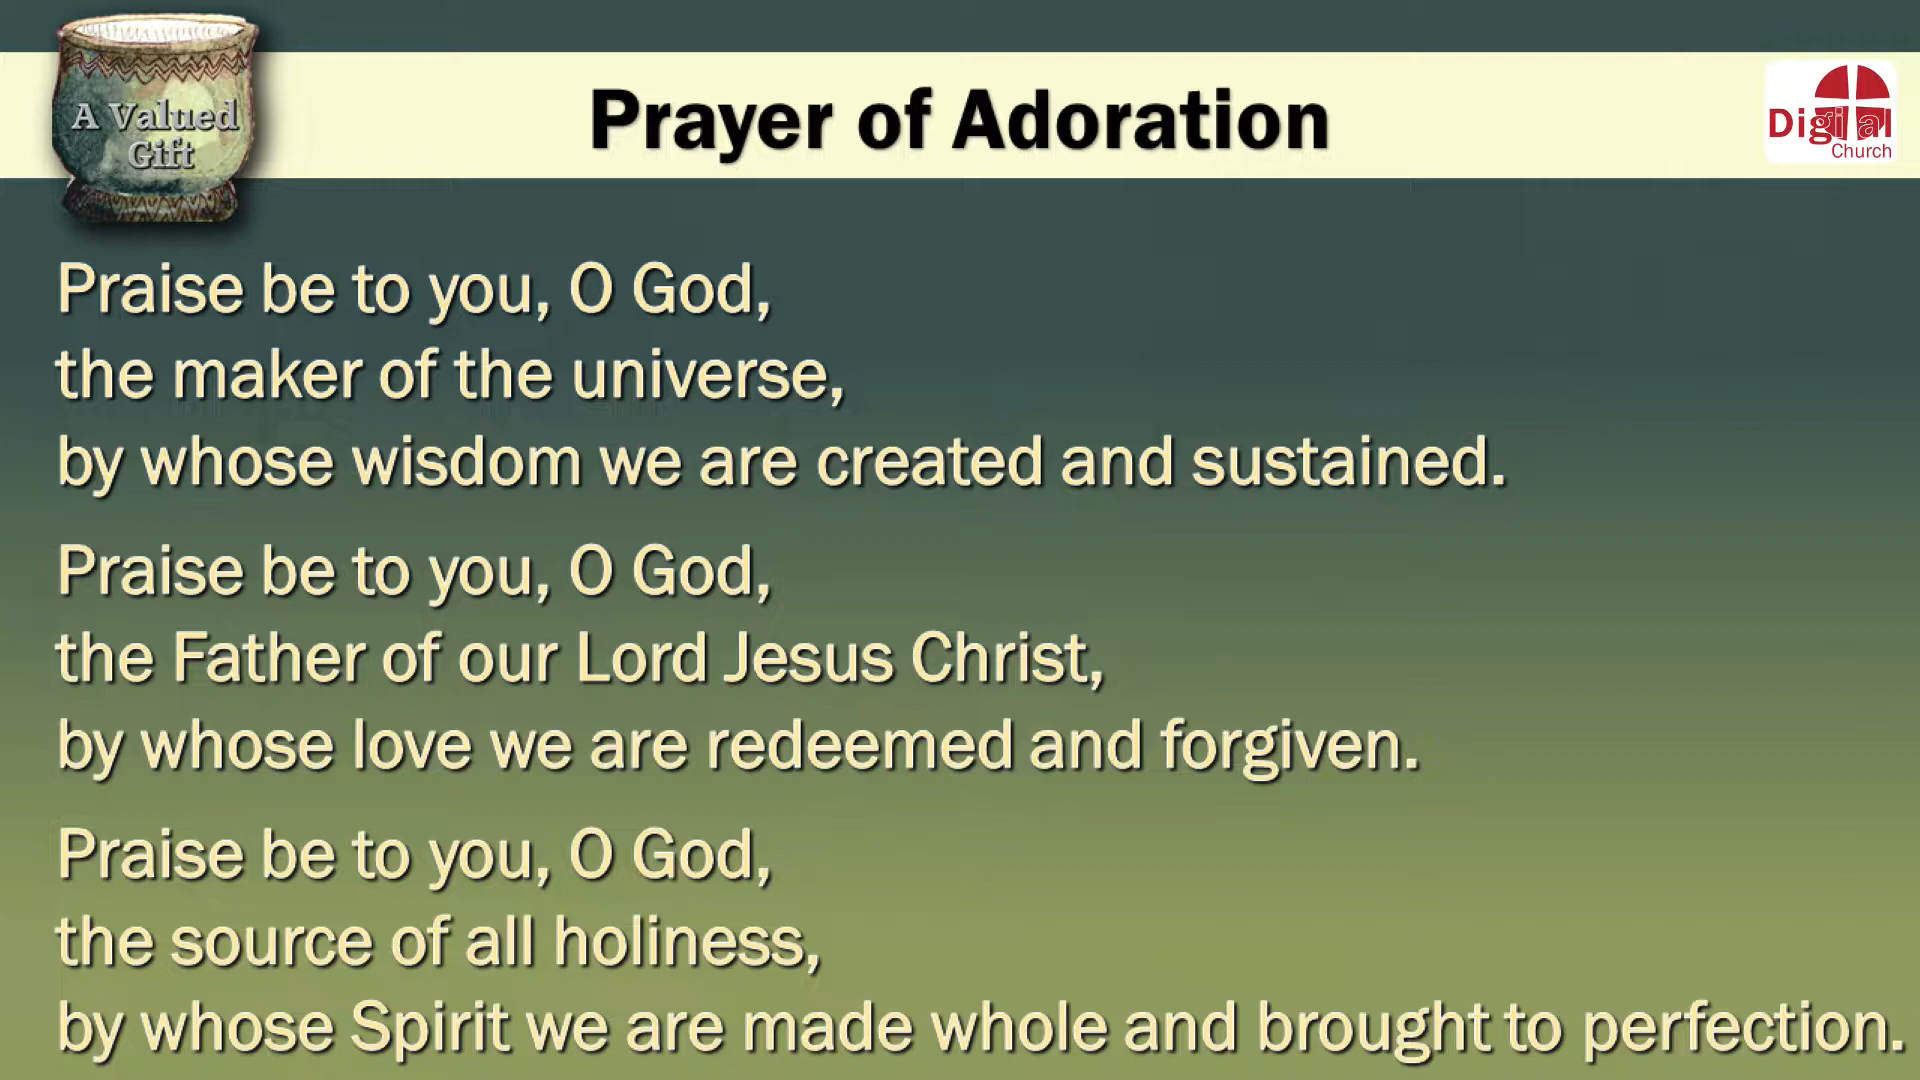 A Valued
Gift
Prayer of Adoration
Digital
Church
Praise be to you, O God,
the maker of the universe,
by whose wisdom we are created and sustained.
Praise be to you, O God,
the Father of our Lord Jesus Christ,
by whose love we are redeemed and forgiven.
Praise be to you, O God,
the source of all holiness,
by whose Spirit we are made whole and brought to perfection.